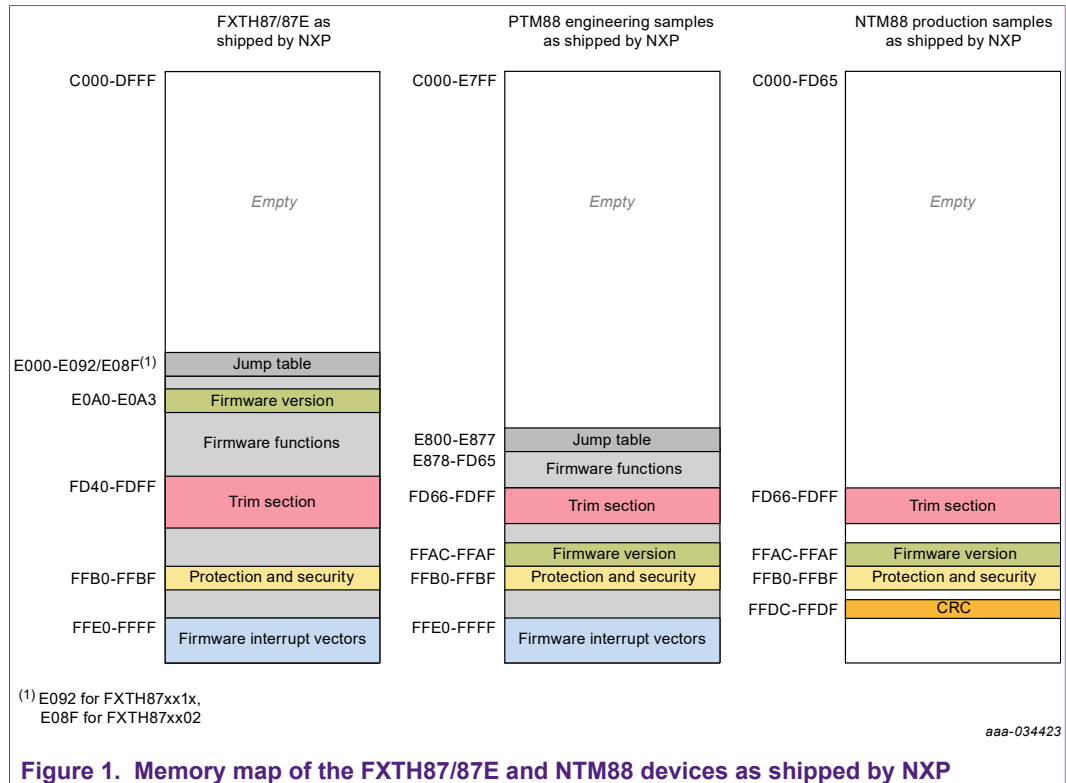 FXTH87/87E as
shipped by NXP
PTM88 engineering samples
as shipped by NXP
NTM88 production samples
as shipped by NXP
C000-DFFF
Empty
E000-E092/E08F(1)
Jump table
E0A0-E0A3
Firmware version
Firmware functions
FD40-FDFF
Trim section
FFB0-FFBF
Protection and security
FFE0-FFFF
Firmware interrupt vectors
C000-E7FF
Empty
E800-E877
Jump table
E878-FD65
Firmware functions
FD66-FDFF
Trim section
FFAC-FFAF
Firmware version
FFB0-FFBF
Protection and security
FFE0-FFFF
Firmware interrupt vectors
C000-FD65
Empty
FD66-FDFF
Trim section
FFAC-FFAF
Firmware version
FFB0-FFBF
Protection and security
FFDC-FFDF
CRC
(1) E092 for FXTH87xx1x,
E08F for FXTH87xx02
aaa-034423
Figure 1. Memory map of the FXTH87/87E and NTM88 devices as shipped by NXP